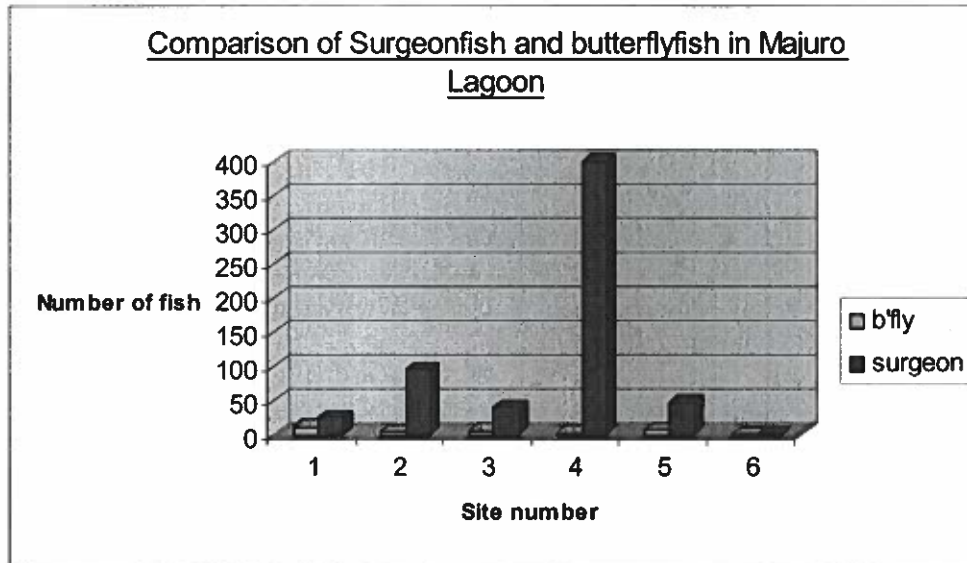 Comparison of Surgeonfish and butterflyfish in Majuro
Lagoon
400
350
300
250
200
150
100
50
0
Number of fish
b'fly
surgeon
1 2 3 4 5 6
Site number